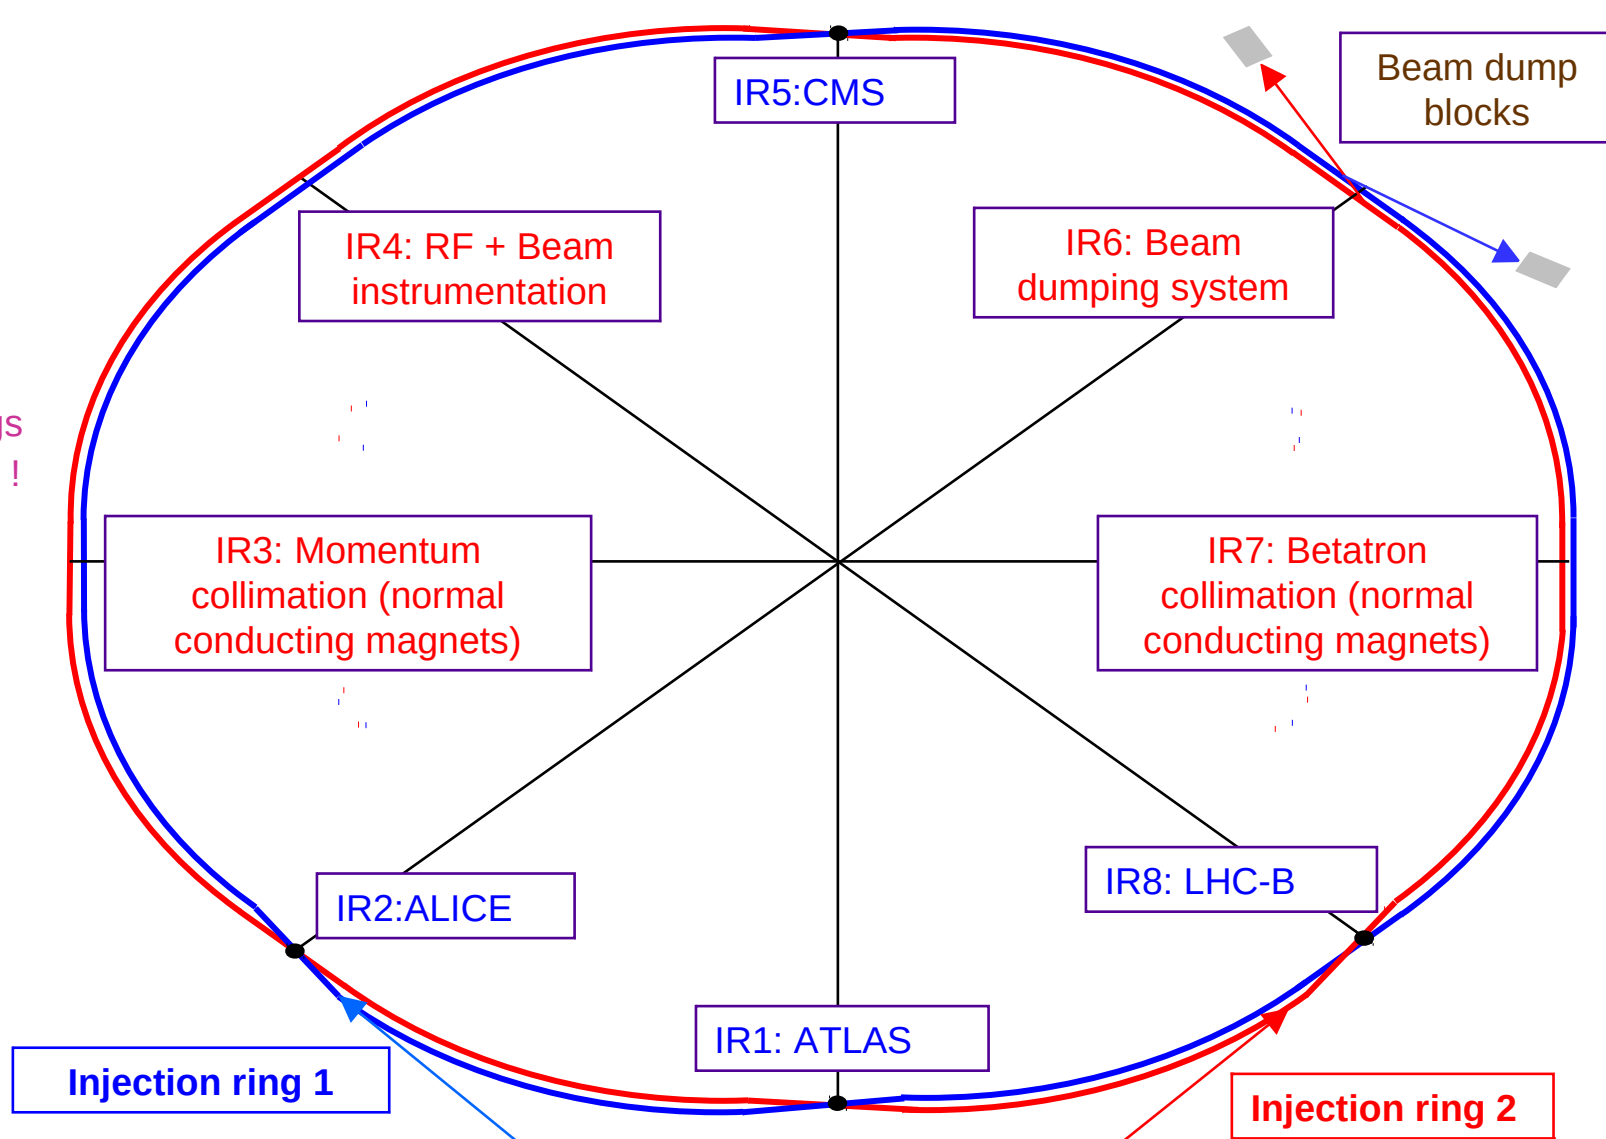 IR5:CMS
Beam dump
blocks
IR4: RF + Beam
instrumentation
IR6: Beam
dumping system
!
IR3: Momentum
collimation (normal
conducting magnets)
IR7: Betatron
collimation (normal
conducting magnets)
IR2:ALICE
IR8: LHC-B
IR1: ATLAS
Injection ring 1
Injection ring 2